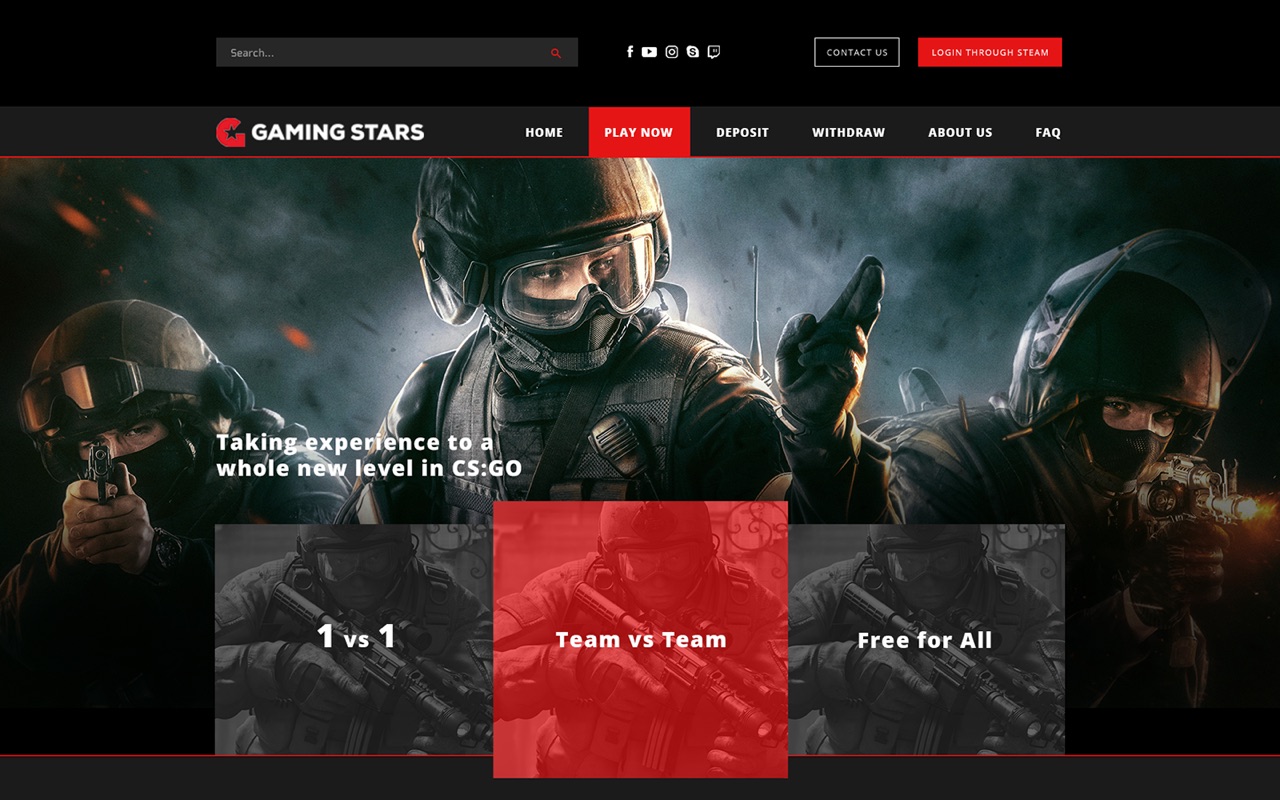 Search...
CONTACT US
LOGIN THROUGH STEAM
GAMING STARS
HOME
PLAY NOW
DEPOSIT
WITHDRAW
ABOUT US
FAQ
Taking experience to a
whole new level in CS:GO
1 vs 1
Team vs Team
Free for All